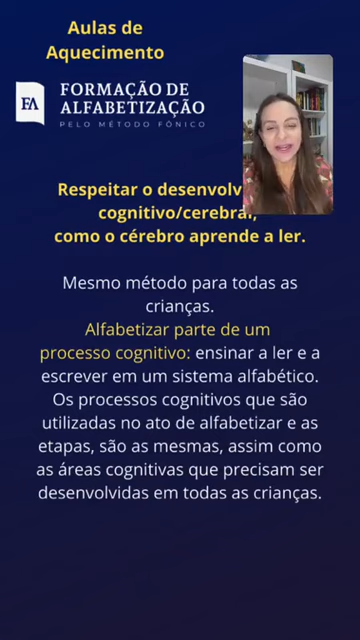 Aulas de
Aquecimento
FA
FORMAÇÃO DE
ALFABETIZAÇÃO
PELO MÉTODO FÔNICO
Respeitar o desenvolv
cognitivo/cerebral,
como o cérebro aprende a ler.
Mesmo método para todas as
crianças.
Alfabetizar parte de um
processo cognitivo: ensinar a ler e a
escrever em um sistema alfabético.
Os processos cognitivos que são
utilizadas no ato de alfabetizar e as
etapas, são as mesmas, assim como
as áreas cognitivas que precisam ser
desenvolvidas em todas as crianças.